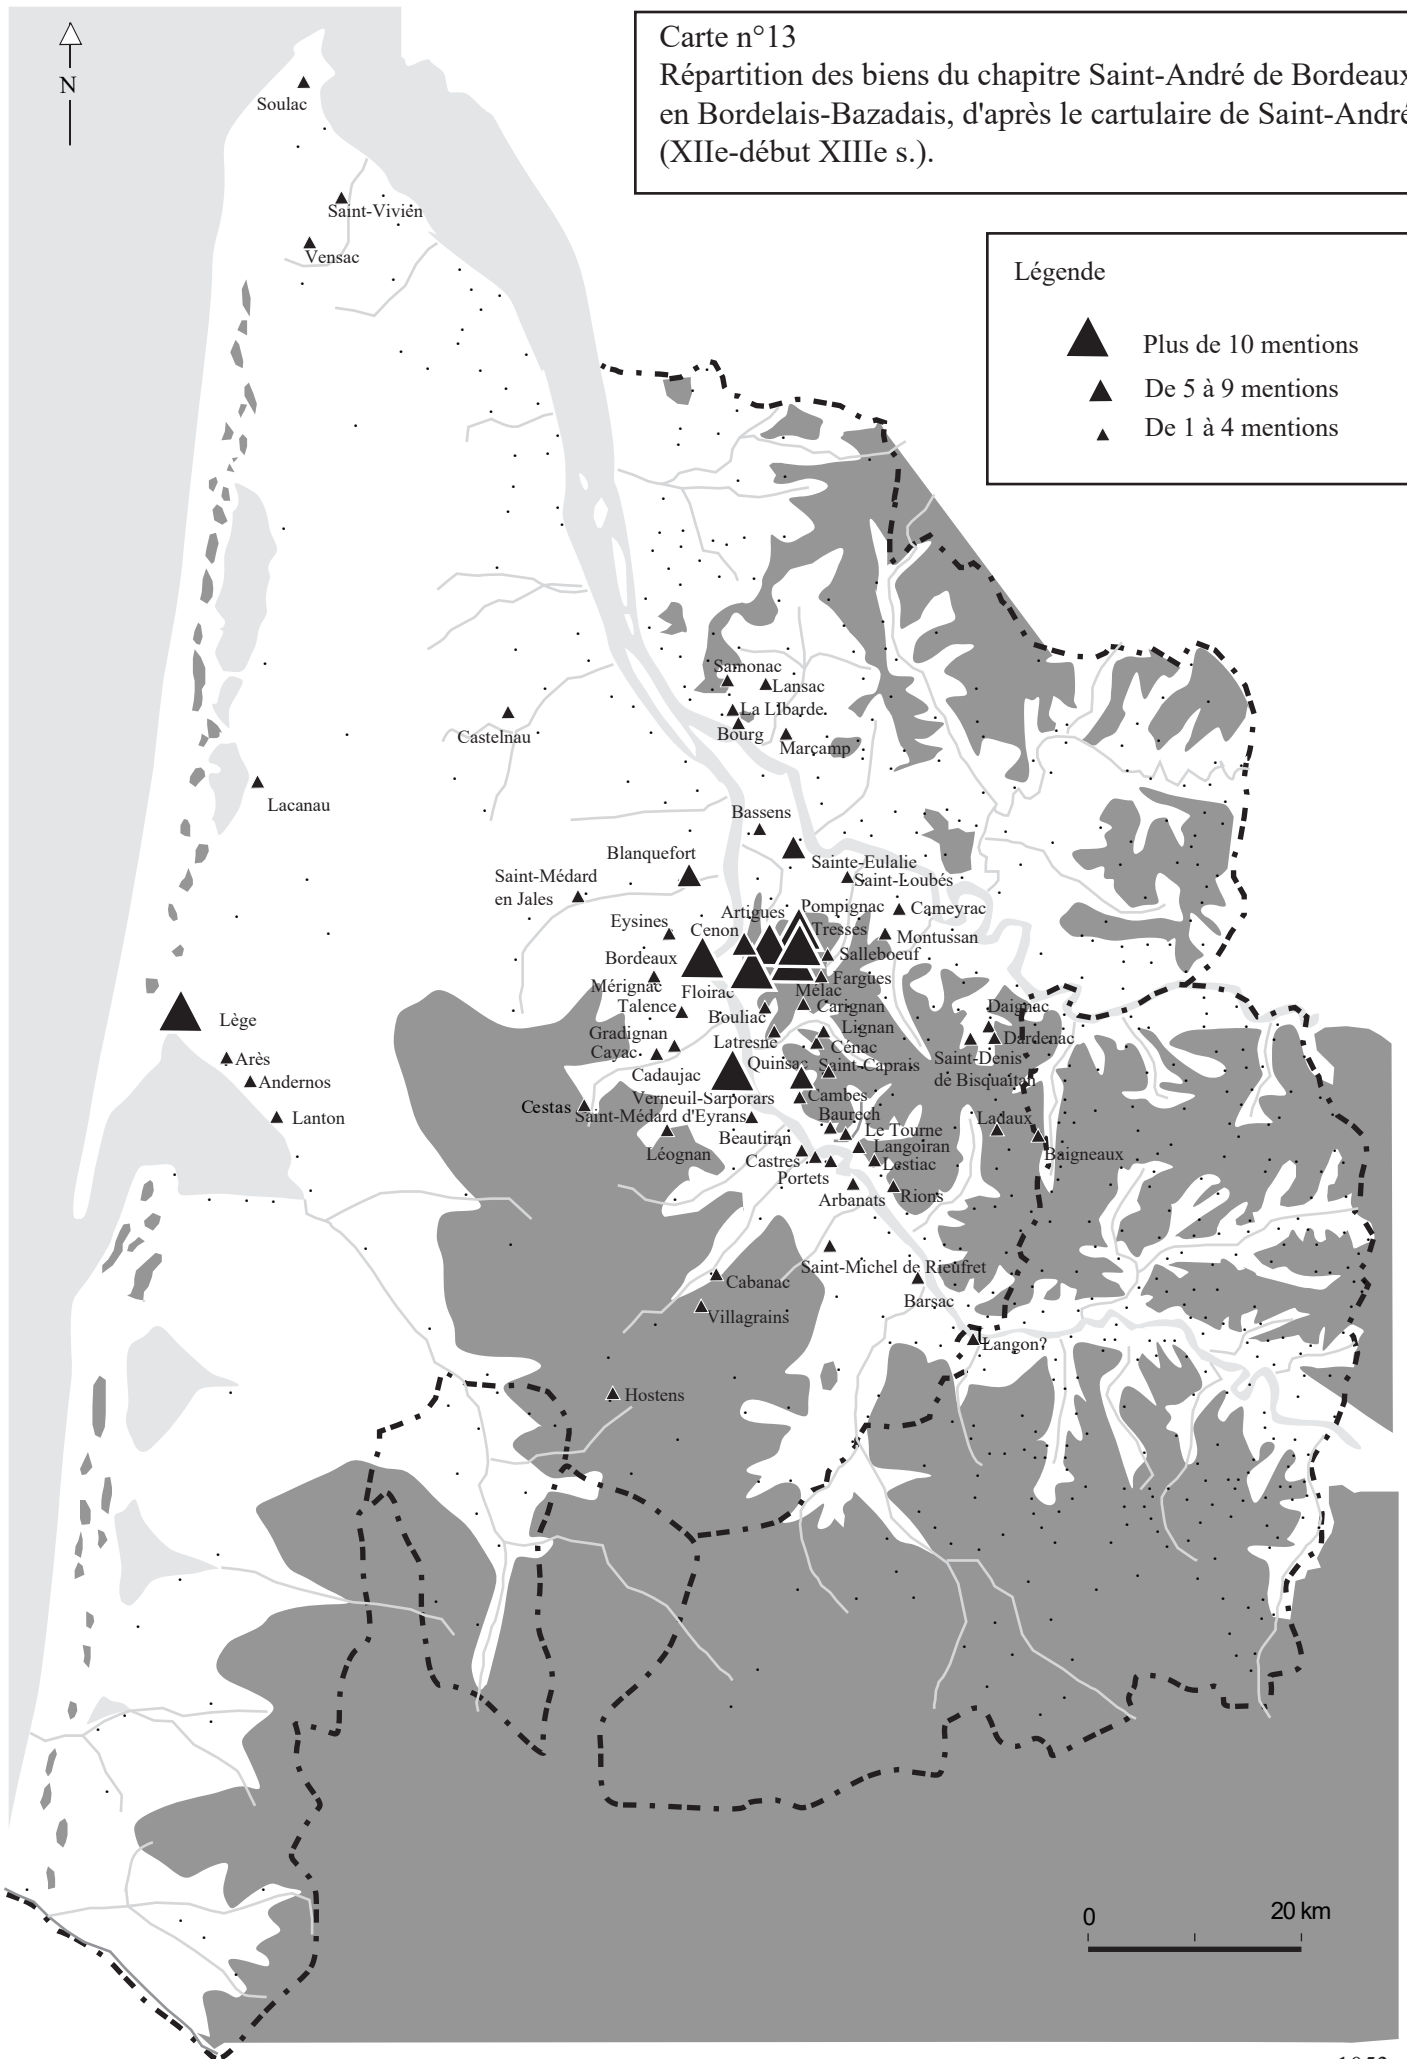 Carte n°13
Répartition des biens du chapitre Saint-André de Bordeaux
en Bordelais-Bazadais, d'après le cartulaire de Saint-André
(XIIe-début XIIIe s.).
N
Légende
Plus de 10 mentions
De 5 à 9 mentions
De 1 à 4 mentions
Soulac
Saint-Vivien
Vensac
Samonac
Lansac
La Libarde
Bourg
Marcamp
Castelnau
Lacanau
Bassens
Blanquefort
Sainte-Eulalie
Saint-Loubés
Saint-Médard
en Jales
Artigues
Pompignac
Cameyrac
Eysines
Cenon
Tresses
Montussan
Bordeaux
Salleboeuf
Mérignac
Floirac
Mélac
Fargues
Talence
Bouliac
Carignan
Daignac
Lège
Gradignan
Lignan
Cayac
Latresne
Cénac
Dardenac
Arès
Quinsac
Saint-Caprais
Saint-Denis
de Bisquaitan
Andernos
Cadaujac
Verneuil-Sarporars
Cambes
Cestas
Saint-Médard d'Eyrans
Baurech
Ladaux
Lanton
Beautiran
Le Tourne
Léognan
Langoiran
Baigneaux
Castres
Lestiac
Portets
Arbanats
Rions
Saint-Michel de Rieufret
Cabanac
Barsac
Villagrains
L
Langon?
Hostens
0
20 km